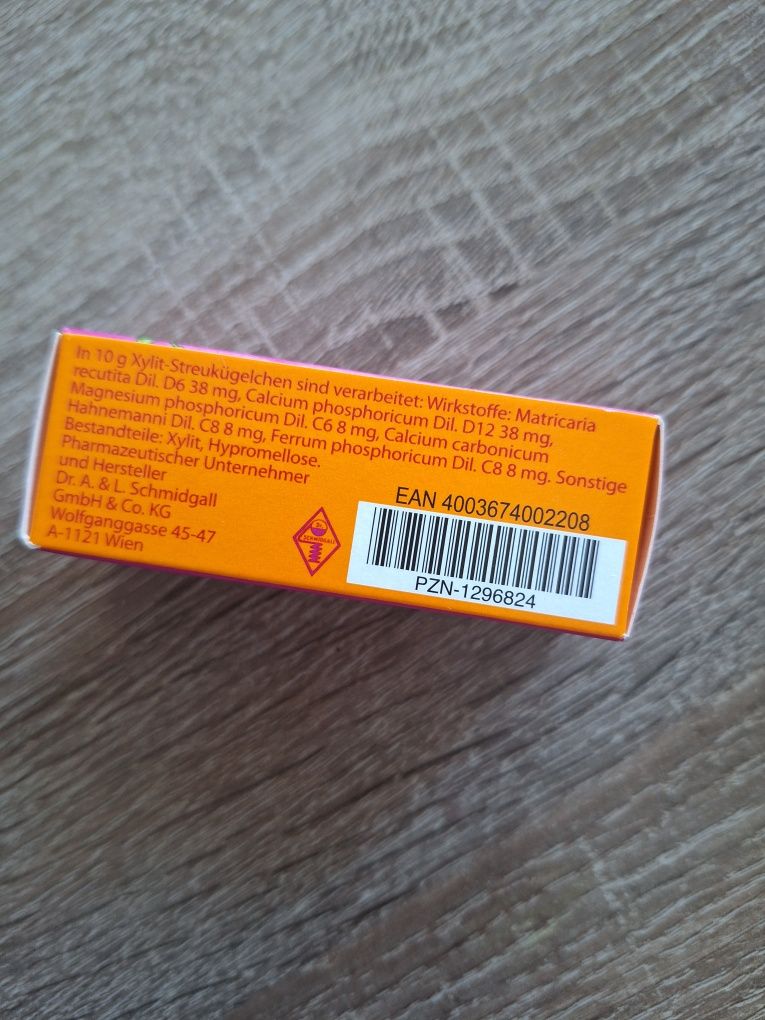 In 10 g Xylit-Streukügelchen sind verarbeitet: Wirkstoffe: Matricaria
recutita Dil. D6 38 mg, Calcium phosphoricum Dil. D12 38 mg,
Magnesium phosphoricum Dil. C6 8 mg, Calcium carbonicum
Hahnemanni Dil. C8 8 mg, Ferrum phosphoricum Dil. C8 8 mg. Sonstige
Bestandteile: Xylit, Hypromellose.
Pharmazeutischer Unternehmer
und Hersteller
Dr. A. & L. Schmidgall
GmbH & Co. KG
Wolfganggasse 45-47
A-1121 Wien
Dr.
SCHMIDGALL
EAN 4003674002208
PZN-1296824